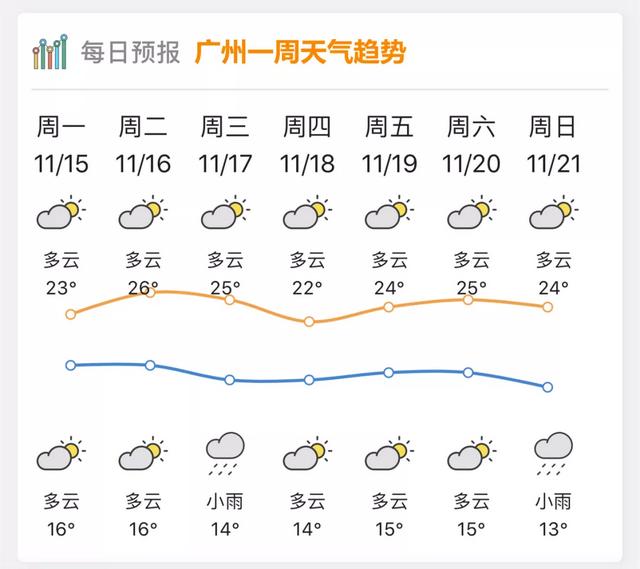 每日预报 广州一周天气趋势
周一 周二 周三 周四 周五 周六 周日
11/15 11/16 11/17 11/18 11/19 11/20 11/21
多云 多云 多云 多云 多云 多云 多云
23° 26° 25° 22° 24° 25° 24°
多云 多云 小雨 多云 多云 多云 小雨
16° 16° 14° 14° 15° 15° 13°